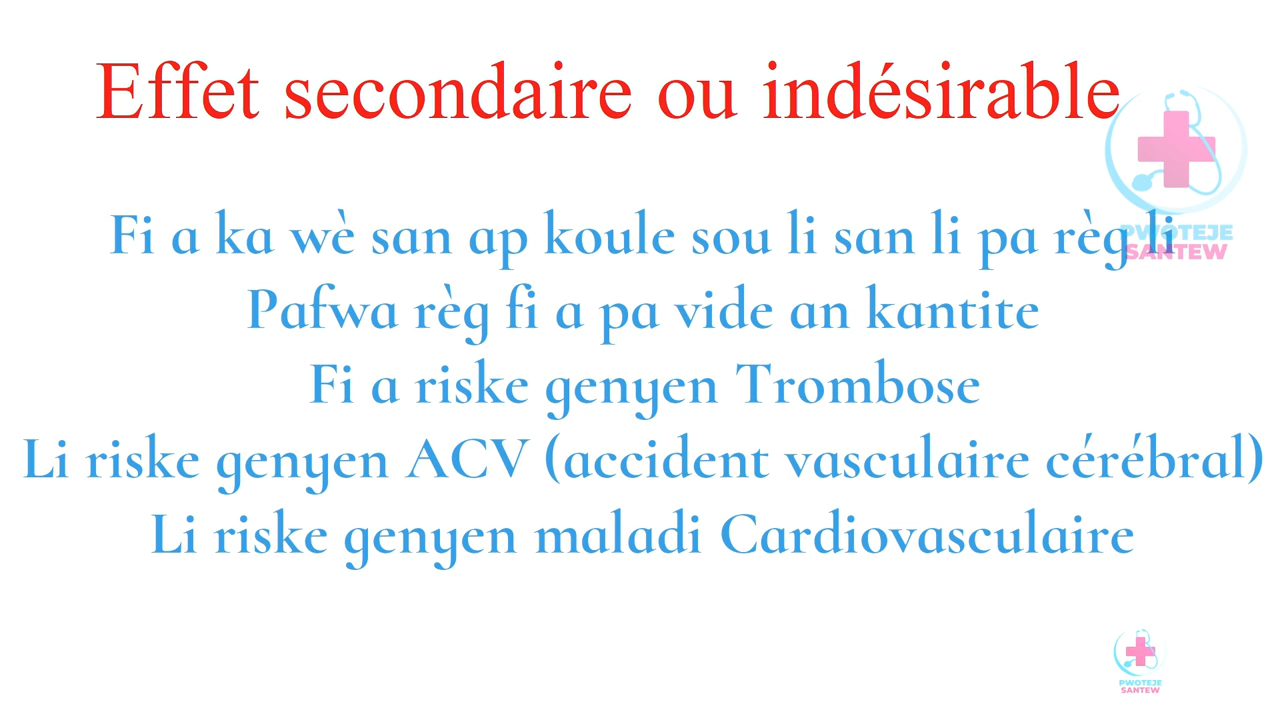 Effet secondaire ou indésirable
Fi a ka wè san ap koule sou li san li pa règ li
Pafwa règ fi a pa vide an kantite
Fi a riske genyen Trombose
Li riske genyen ACV (accident vasculaire cérébral)
Li riske genyen maladi Cardiovasculaire
PWOTEJE
SANTEW
PWOTEJE
SANTEW